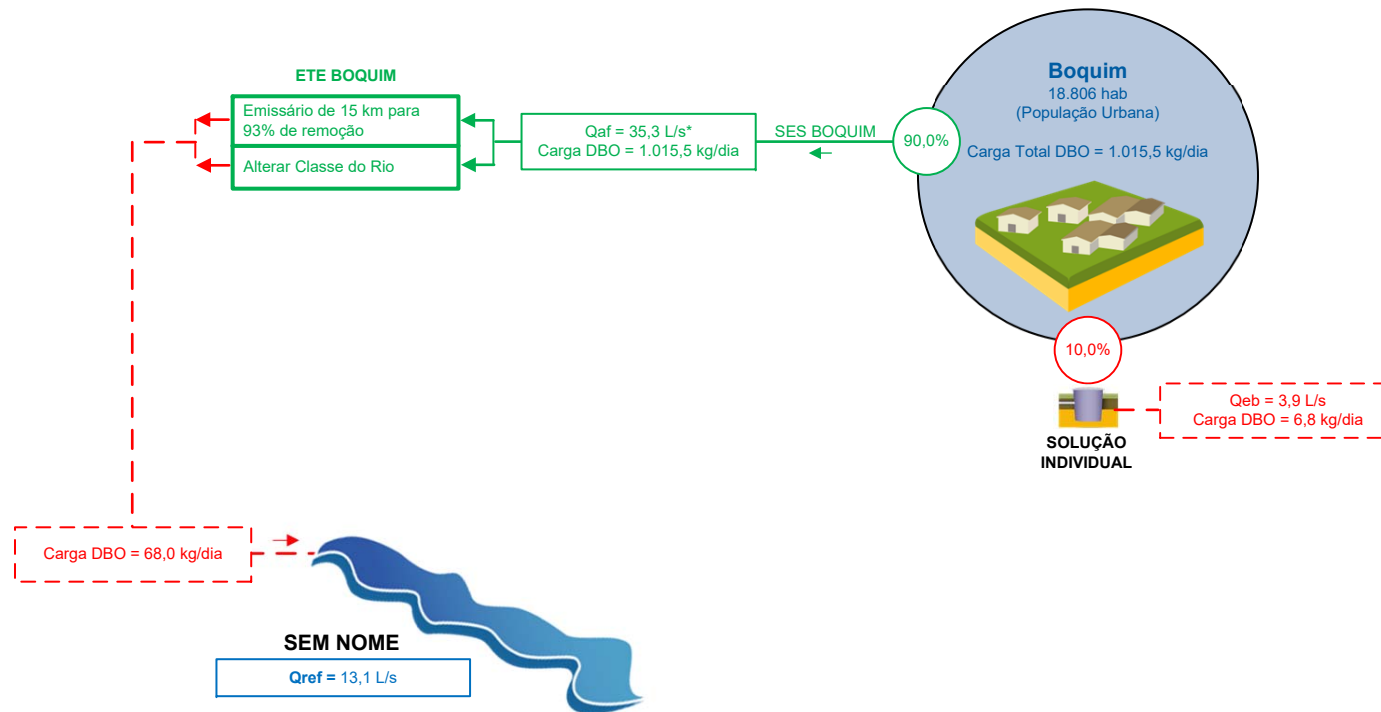 ETE BOQUIM
Emissário de 15 km para
93% de remoção
Alterar Classe do Rio
Qaf = 35,3 L/s*
Carga DBO = 1.015,5 kg/dia
SES BOQUIM
90,0%
Boquim
18.806 hab
(População Urbana)
Carga Total DBO = 1.015,5 kg/dia
10,0%
SOLUÇÃO
INDIVIDUAL
Qeb = 3,9 L/s
Carga DBO = 6,8 kg/dia
Carga DBO = 68,0 kg/dia
SEM NOME
Qref = 13,1 L/s